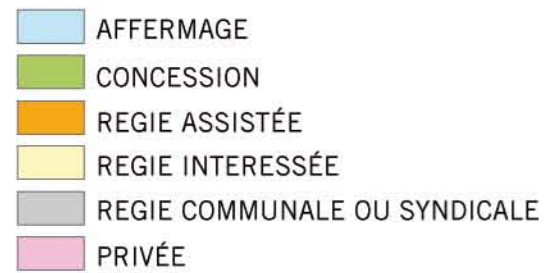 AFFERMAGE
CONCESSION
REGIE ASSISTÉE
REGIE INTERESSÉE
REGIE COMMUNALE OU SYNDICALE
PRIVÉE